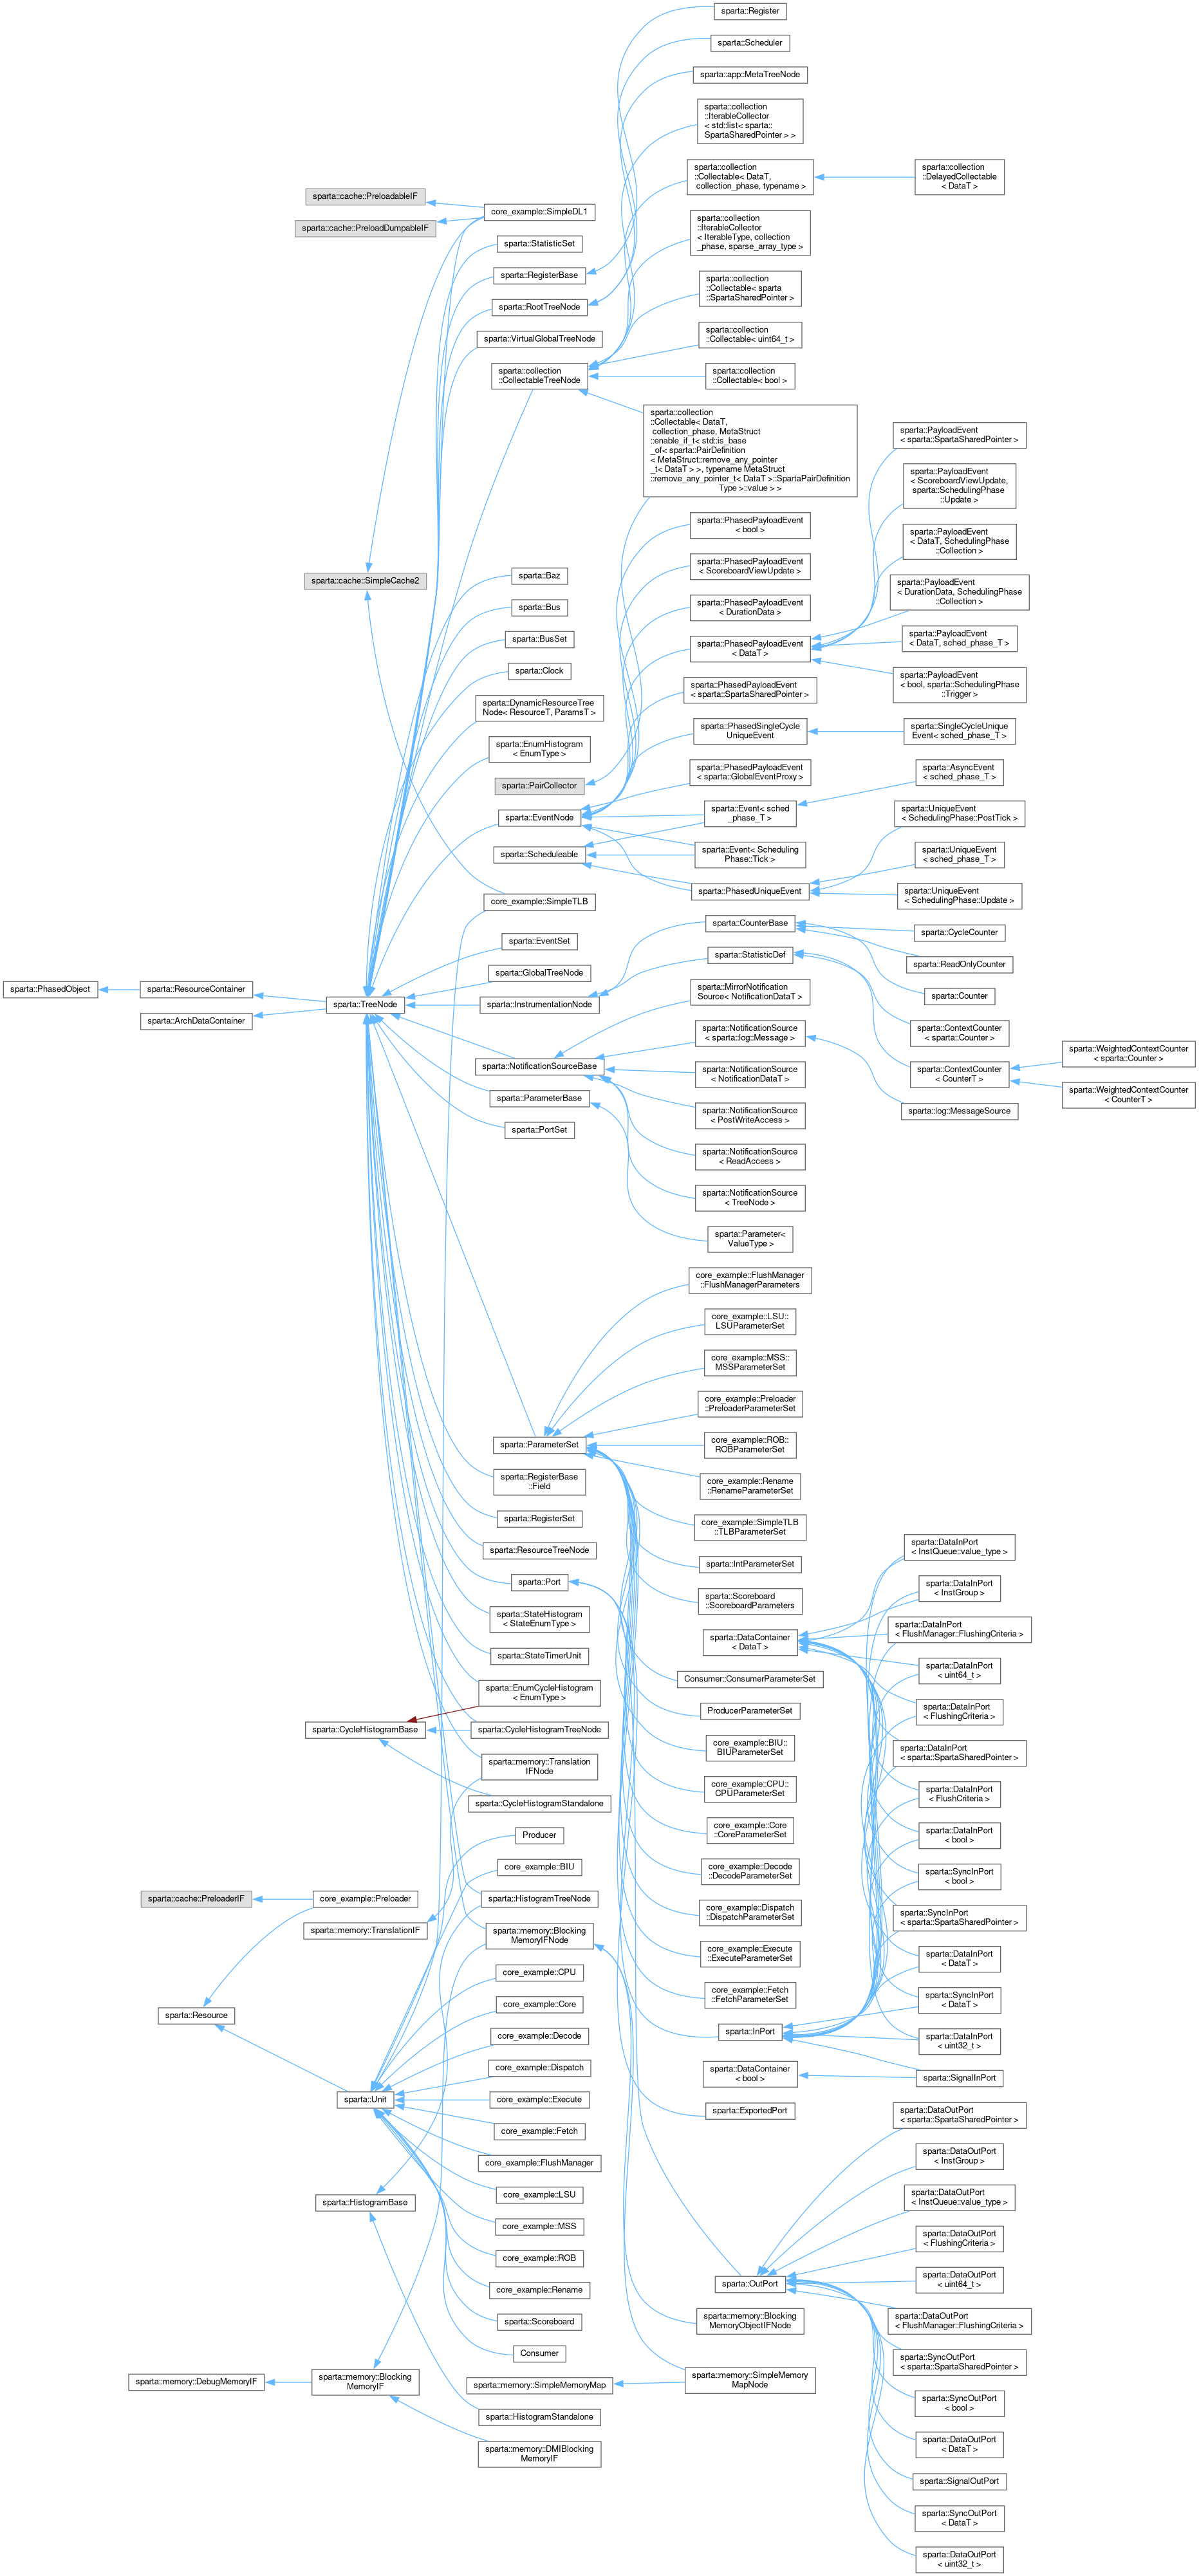 sparta::PhasedObject
sparta::ResourceContainer
sparta::ArchDataContainer
sparta::cache::PreloaderIF
sparta::Resource
sparta::memory::DebugMemoryIF
sparta::cache::PreloadableIF
sparta::cache::PreloadDumpableIF
sparta::cache::SimpleCache2
sparta::TreeNode
sparta::CycleHistogramBase
core_example::Preloader
sparta::memory::TranslationIF
sparta::Unit
sparta::HistogramBase
sparta::memory::Blocking
MemoryIF
core_example::SimpleDL1
sparta::StatisticSet
sparta::RegisterBase
sparta::RootTreeNode
sparta::VirtualGlobalTreeNode
sparta::collection
::CollectableTreeNode
sparta::Baz
sparta::Bus
sparta::BusSet
sparta::Clock
sparta::DynamicResourceTree
Node< ResourceT, ParamsT >
sparta::EnumHistogram
< EnumType >
sparta::PairCollector
sparta::EventNode
sparta::Scheduleable
core_example::SimpleTLB
sparta::EventSet
sparta::GlobalTreeNode
sparta::InstrumentationNode
sparta::NotificationSourceBase
sparta::ParameterBase
sparta::PortSet
sparta::ParameterSet
sparta::RegisterBase
::Field
sparta::RegisterSet
sparta::ResourceTreeNode
sparta::Port
sparta::StateHistogram
< StateEnumType >
sparta::StateTimerUnit
sparta::EnumCycleHistogram
< EnumType >
sparta::CycleHistogramTreeNode
sparta::memory::Translation
IFNode
sparta::CycleHistogramStandalone
Producer
core_example::BIU
sparta::HistogramTreeNode
sparta::memory::Blocking
MemoryIFNode
core_example::CPU
core_example::Core
core_example::Decode
core_example::Dispatch
core_example::Execute
core_example::Fetch
core_example::FlushManager
core_example::LSU
core_example::MSS
core_example::ROB
core_example::Rename
sparta::Scoreboard
Consumer
sparta::memory::SimpleMemoryMap
sparta::HistogramStandalone
sparta::memory::DMIBlocking
MemoryIF
sparta::Register
sparta::Scheduler
sparta::app::MetaTreeNode
sparta::collection
::IterableCollector
< std::list< sparta::
SpartaSharedPointer > >
sparta::collection
::Collectable< DataT,
collection_phase, typename >
sparta::collection
::IterableCollector
< IterableType, collection
_phase, sparse_array_type >
sparta::collection
::Collectable< sparta
::SpartaSharedPointer >
sparta::collection
::Collectable< uint64_t >
sparta::collection
::Collectable< bool >
sparta::collection
::Collectable< DataT,
collection_phase, MetaStruct
::enable_if_t< std::is_base
_of< sparta::PairDefinition
< MetaStruct::remove_any_pointer
_t< DataT > >, typename MetaStruct
::remove_any_pointer_t< DataT >::SpartaPairDefinition
Type >::value > >
sparta::PhasedPayloadEvent
< bool >
sparta::PhasedPayloadEvent
< ScoreboardViewUpdate >
sparta::PhasedPayloadEvent
< DurationData >
sparta::PhasedPayloadEvent
< DataT >
sparta::PhasedPayloadEvent
< sparta::SpartaSharedPointer >
sparta::PhasedSingleCycle
UniqueEvent
sparta::PhasedPayloadEvent
< sparta::GlobalEventProxy >
sparta::Event< sched
_phase_T >
sparta::Event< Scheduling
Phase::Tick >
sparta::PhasedUniqueEvent
sparta::CounterBase
sparta::StatisticDef
sparta::MirrorNotification
Source< NotificationDataT >
sparta::NotificationSource
< sparta::log::Message >
sparta::NotificationSource
< NotificationDataT >
sparta::NotificationSource
< PostWriteAccess >
sparta::NotificationSource
< ReadAccess >
sparta::NotificationSource
< TreeNode >
sparta::Parameter<
ValueType >
core_example::FlushManager
::FlushManagerParameters
core_example::LSU::
LSUParameterSet
core_example::MSS::
MSSParameterSet
core_example::Preloader
::PreloaderParameterSet
core_example::ROB::
ROBParameterSet
core_example::Rename
::RenameParameterSet
core_example::SimpleTLB
::TLBParameterSet
sparta::IntParameterSet
sparta::Scoreboard
::ScoreboardParameters
sparta::DataContainer
< DataT >
Consumer::ConsumerParameterSet
ProducerParameterSet
core_example::BIU::
BIUParameterSet
core_example::CPU::
CPUParameterSet
core_example::Core
::CoreParameterSet
core_example::Decode
::DecodeParameterSet
core_example::Dispatch
::DispatchParameterSet
core_example::Execute
::ExecuteParameterSet
core_example::Fetch
::FetchParameterSet
sparta::InPort
sparta::DataContainer
< bool >
sparta::ExportedPort
sparta::OutPort
sparta::memory::Blocking
MemoryObjectIFNode
sparta::memory::SimpleMemory
MapNode
sparta::collection
::DelayedCollectable
< DataT >
sparta::PayloadEvent
< sparta::SpartaSharedPointer >
sparta::PayloadEvent
< ScoreboardViewUpdate,
sparta::SchedulingPhase
::Update >
sparta::PayloadEvent
< DataT, SchedulingPhase
::Collection >
sparta::PayloadEvent
< DurationData, SchedulingPhase
::Collection >
sparta::PayloadEvent
< DataT, sched_phase_T >
sparta::PayloadEvent
< bool, sparta::SchedulingPhase
::Trigger >
sparta::SingleCycleUnique
Event< sched_phase_T >
sparta::AsyncEvent
< sched_phase_T >
sparta::UniqueEvent
< SchedulingPhase::PostTick >
sparta::UniqueEvent
< sched_phase_T >
sparta::UniqueEvent
< SchedulingPhase::Update >
sparta::CycleCounter
sparta::ReadOnlyCounter
sparta::Counter
sparta::ContextCounter
< sparta::Counter >
sparta::ContextCounter
< CounterT >
sparta::log::MessageSource
sparta::DataInPort
< InstQueue::value_type >
sparta::DataInPort
< InstGroup >
sparta::DataInPort
< FlushManager::FlushingCriteria >
sparta::DataInPort
< uint64_t >
sparta::DataInPort
< FlushingCriteria >
sparta::DataInPort
< sparta::SpartaSharedPointer >
sparta::DataInPort
< FlushCriteria >
sparta::DataInPort
< bool >
sparta::SyncInPort
< bool >
sparta::SyncInPort
< sparta::SpartaSharedPointer >
sparta::DataInPort
< DataT >
sparta::SyncInPort
< DataT >
sparta::DataInPort
< uint32_t >
sparta::SignalInPort
sparta::DataOutPort
< sparta::SpartaSharedPointer >
sparta::DataOutPort
< InstGroup >
sparta::DataOutPort
< InstQueue::value_type >
sparta::DataOutPort
< FlushingCriteria >
sparta::DataOutPort
< uint64_t >
sparta::DataOutPort
< FlushManager::FlushingCriteria >
sparta::SyncOutPort
< sparta::SpartaSharedPointer >
sparta::SyncOutPort
< bool >
sparta::DataOutPort
< DataT >
sparta::SignalOutPort
sparta::SyncOutPort
< DataT >
sparta::DataOutPort
< uint32_t >
sparta::WeightedContextCounter
< sparta::Counter >
sparta::WeightedContextCounter
< CounterT >